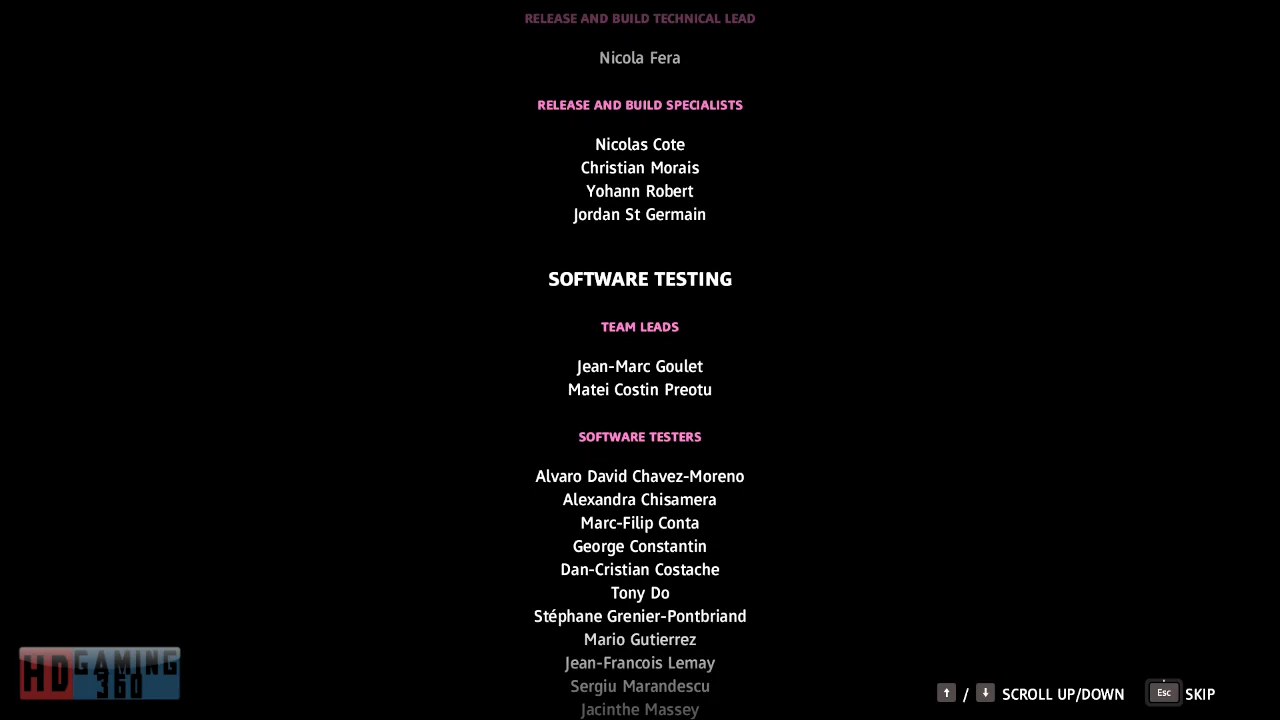 RELEASE AND BUILD TECHNICAL LEAD
Nicola Fera
RELEASE AND BUILD SPECIALISTS
Nicolas Cote
Christian Morais
Yohann Robert
Jordan St Germain
SOFTWARE TESTING
TEAM LEADS
Jean-Marc Goulet
Matei Costin Preotu
SOFTWARE TESTERS
Alvaro David Chavez-Moreno
Alexandra Chisamera
Marc-Filip Conta
George Constantin
Dan-Cristian Costache
Tony Do
Stéphane Grenier-Pontbriand
Mario Gutierrez
Jean-Francois Lemay
Sergiu Marandescu
Jacinthe Massey
HD GAMING 360
/ SCROLL UP/DOWN Esc SKIP